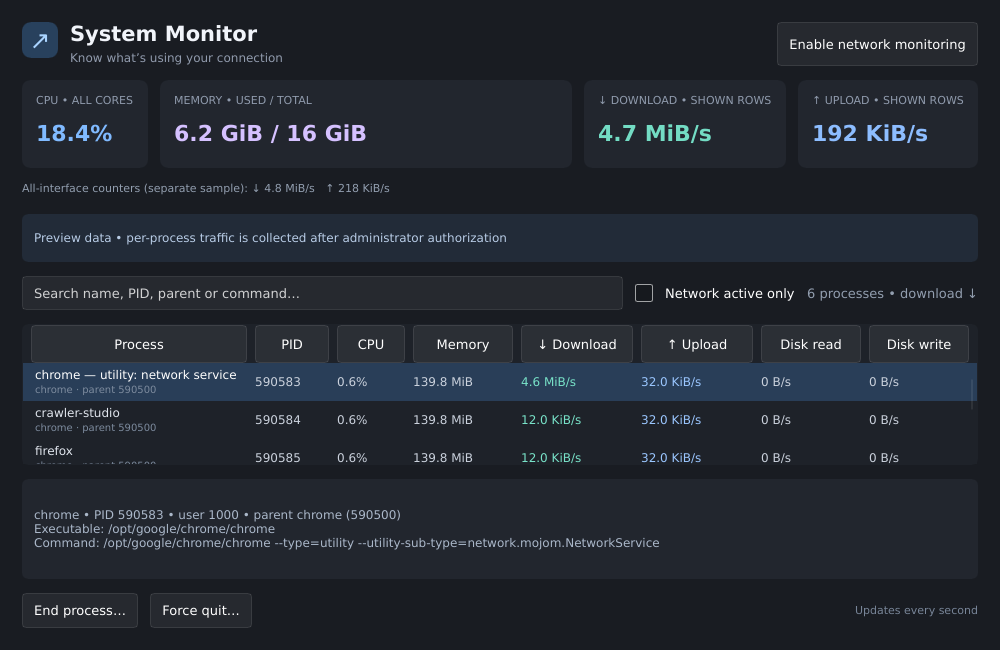 System Monitor
Know what’s using your connection
Enable network monitoring
CPU • ALL CORES
18.4%
MEMORY • USED / TOTAL
6.2 GiB / 16 GiB
↓ DOWNLOAD • SHOWN ROWS
4.7 MiB/s
↑ UPLOAD • SHOWN ROWS
192 KiB/s
All-interface counters (separate sample): ↓ 4.8 MiB/s ↑ 218 KiB/s
Preview data • per-process traffic is collected after administrator authorization
Search name, PID, parent or command...
Network active only
6 processes • download ↓
Process PID CPU Memory ↓ Download ↑ Upload Disk read Disk write
chrome — utility: network service 590583 0.6% 139.8 MiB 4.6 MiB/s 32.0 KiB/s 0 B/s 0 B/s
chrome · parent 590500
crawler-studio 590584 0.6% 139.8 MiB 12.0 KiB/s 32.0 KiB/s 0 B/s 0 B/s
chrome · parent 590500
firefox 590585 0.6% 139.8 MiB 12.0 KiB/s 32.0 KiB/s 0 B/s 0 B/s
chrome · parent 590500
chrome • PID 590583 • user 1000 • parent chrome (590500)
Executable: /opt/google/chrome/chrome
Command: /opt/google/chrome/chrome --type=utility --utility-sub-type=network.mojom.NetworkService
End process...
Force quit...
Updates every second